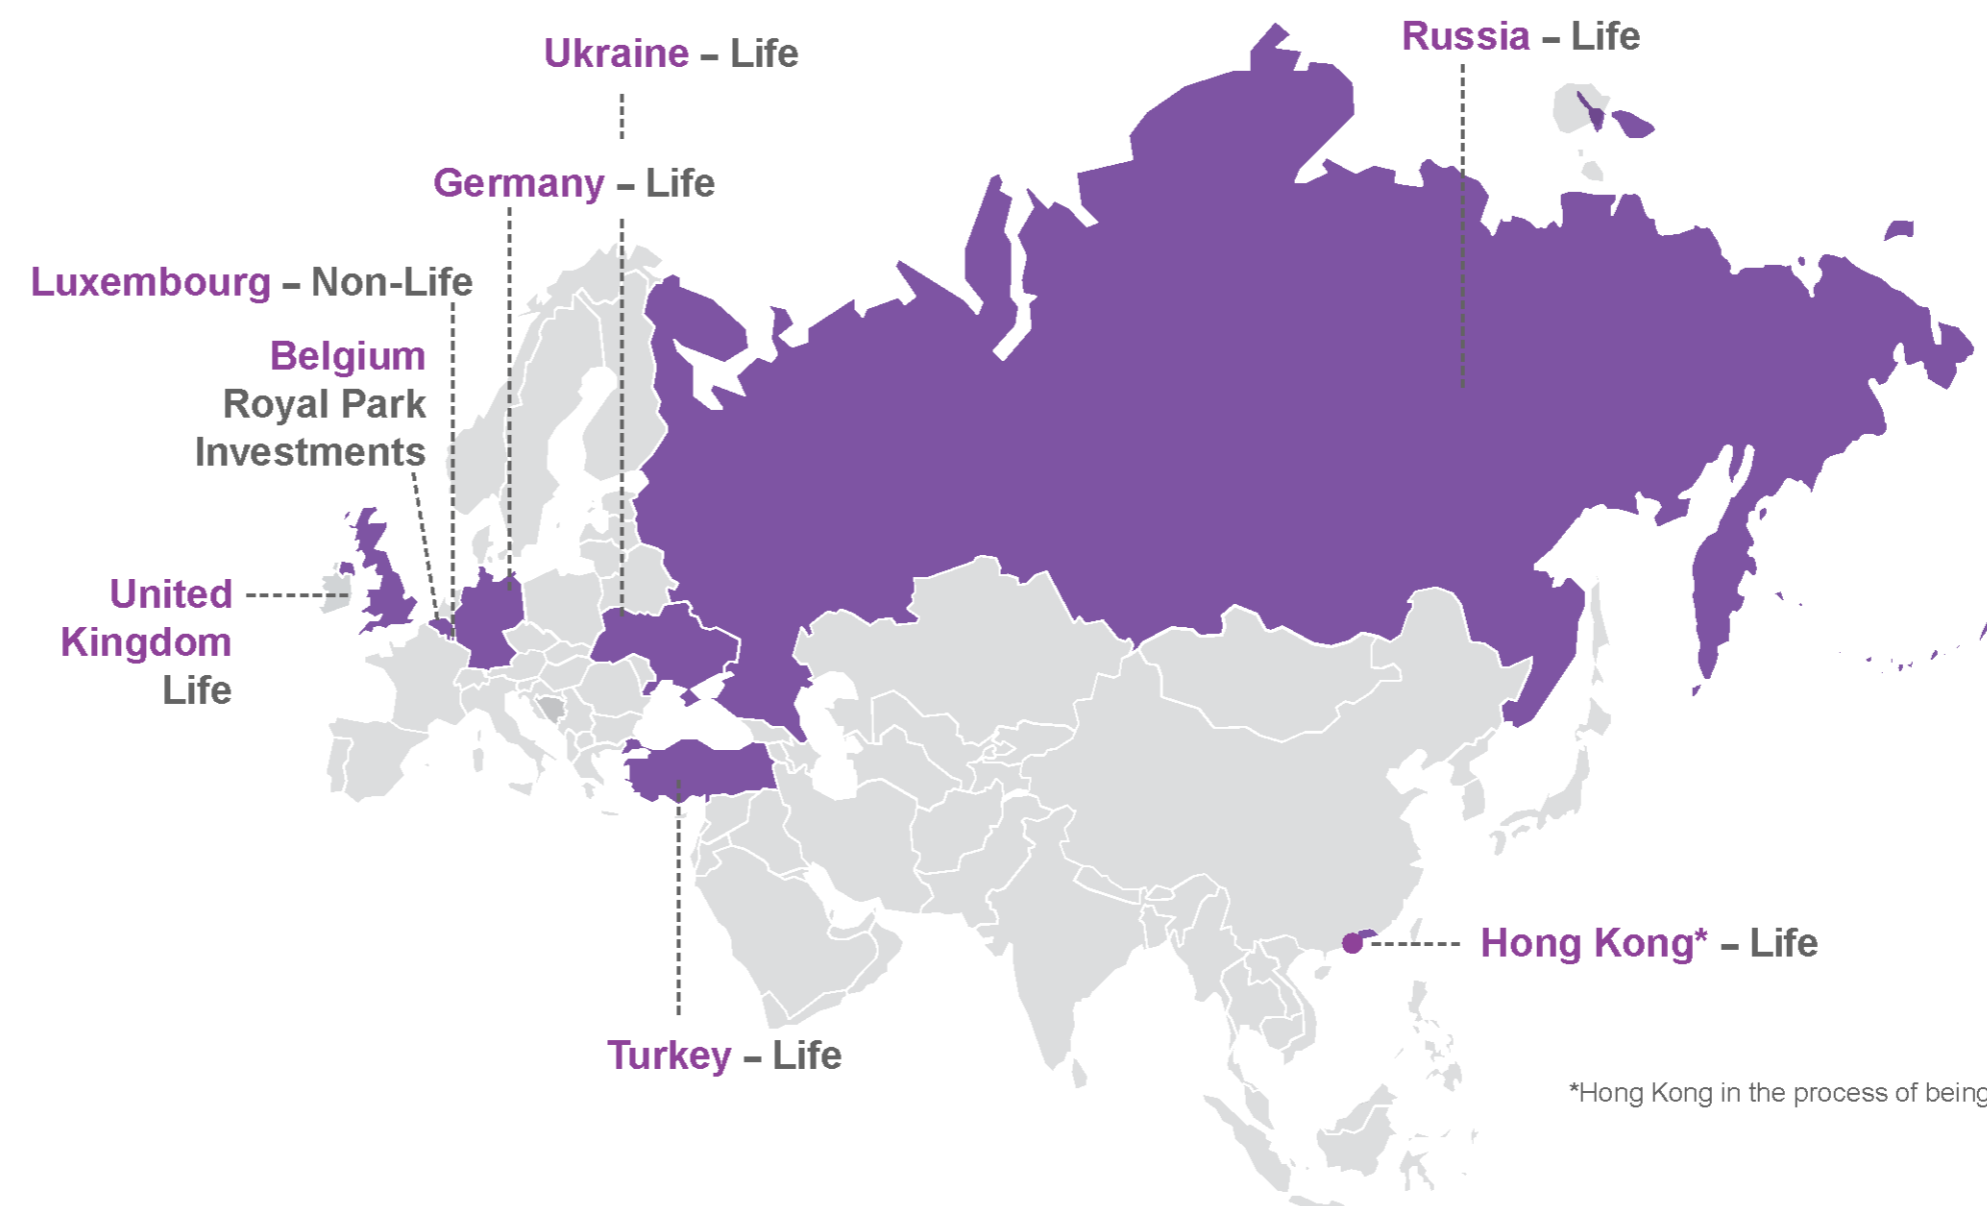 Ukraine – Life
Russia – Life
Germany – Life
Luxembourg – Non-Life
Belgium
Royal Park
Investments
United
Kingdom
Life
Hong Kong* – Life
Turkey – Life
*Hong Kong in the process of being